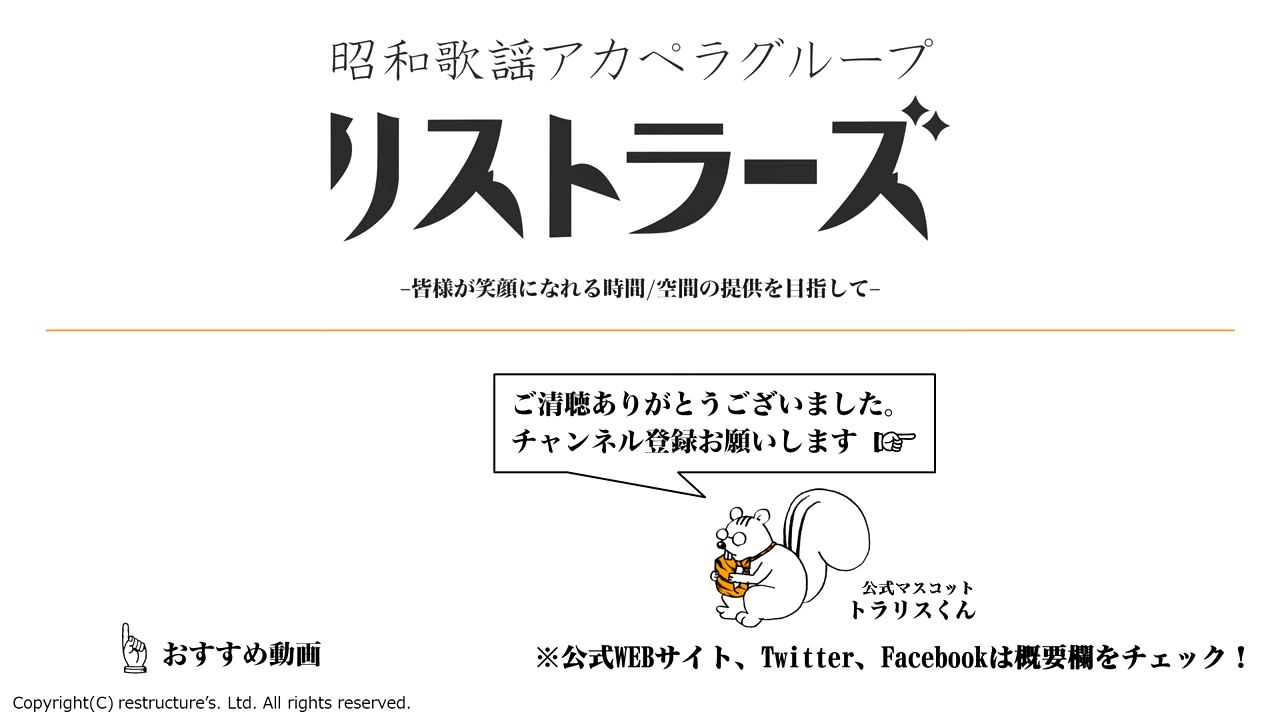 昭和歌謡アカペラグループ
リストラーズ
−皆様が笑顔になれる時間/空間の提供を目指して−
ご清聴ありがとうございました。
チャンネル登録お願いします
公式マスコット
トラリスくん
おすすめ動画
※公式WEBサイト、Twitter、Facebookは概要欄をチェック！
Copyright(C) restructure’s. Ltd. All rights reserved.